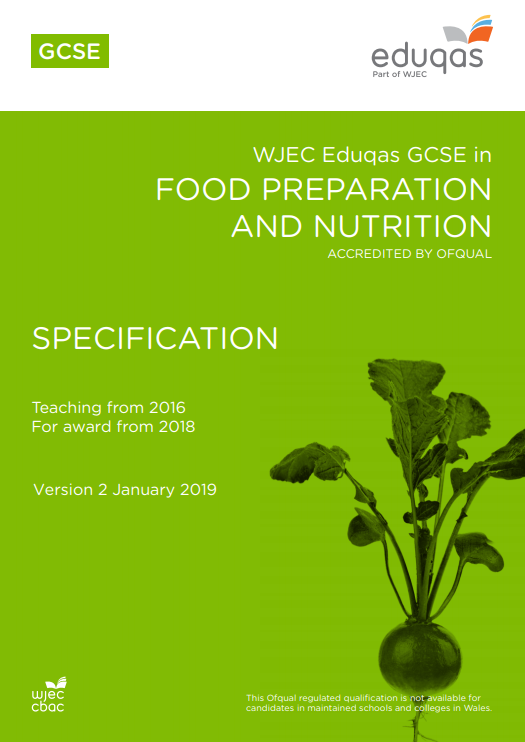 GCSE
eduqas
Part of WJEC
WJEC Eduqas GCSE in
FOOD PREPARATION
AND NUTRITION
ACCREDITED BY OFQUAL
SPECIFICATION
Teaching from 2016
For award from 2018
Version 2 January 2019
wjec
cbac
This Ofqual regulated qualification is not available for
candidates in maintained schools and colleges in Wales.